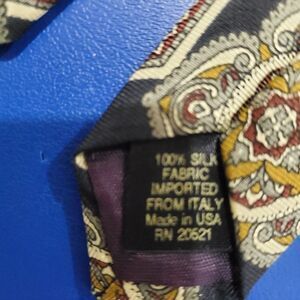 100% SILK
FABRIC
IMPORTED
FROM ITALY
Made in USA
RN 20521